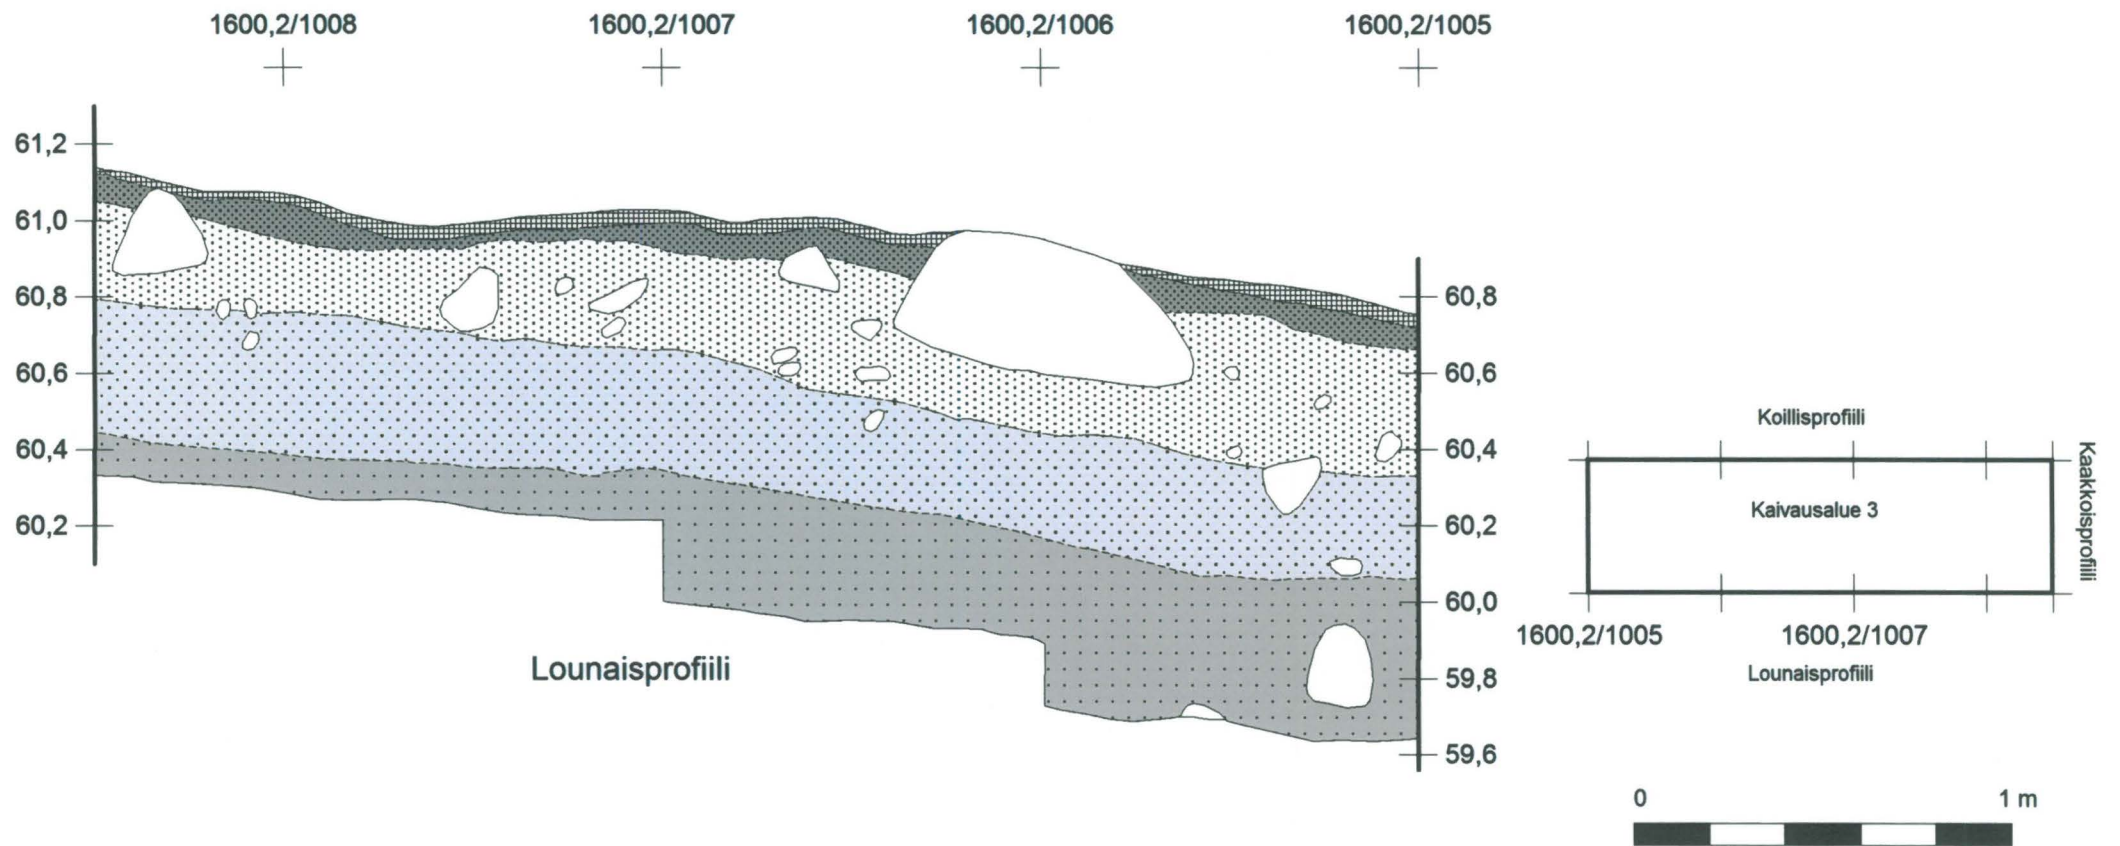 1600,2/1008 1600,2/1007 1600,2/1006 1600,2/1005
61,2
61,0
60,8
60,6
60,4
60,2
60,8
60,6
60,4
60,2
60,0
59,8
59,6
Lounaisprofiili
Koillisprofiili
Kaivausalue 3
Kaakkoisprofiili
1600,2/1005 1600,2/1007
Lounaisprofiili
0 1 m